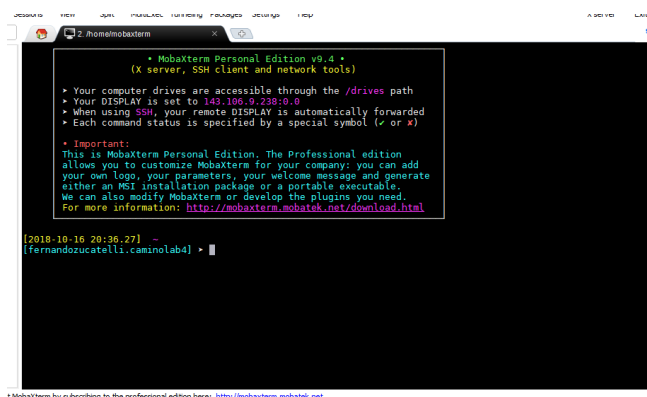 Sessions View Split MultiExec Tunneling Packages Settings Help X server Exit
2. /home/mobaxterm ×
• MobaXterm Personal Edition v9.4 •
(X server, SSH client and network tools)
➤ Your computer drives are accessible through the /drives path
➤ Your DISPLAY is set to 143.106.9.238:0.0
➤ When using SSH, your remote DISPLAY is automatically forwarded
➤ Each command status is specified by a special symbol (✔ or ✘)
• Important:
This is MobaXterm Personal Edition. The Professional edition
allows you to customize MobaXterm for your company: you can add
your own logo, your parameters, your welcome message and generate
either an MSI installation package or a portable executable.
We can also modify MobaXterm or develop the plugins you need.
For more information: http://mobaxterm.mobatek.net/download.html
[2018-10-16 20:36.27] ~
[fernandozucatelli.caminolab4] ➤
t MobaXterm by subscribing to the professional edition here: http://mobaxterm.mobatek.net